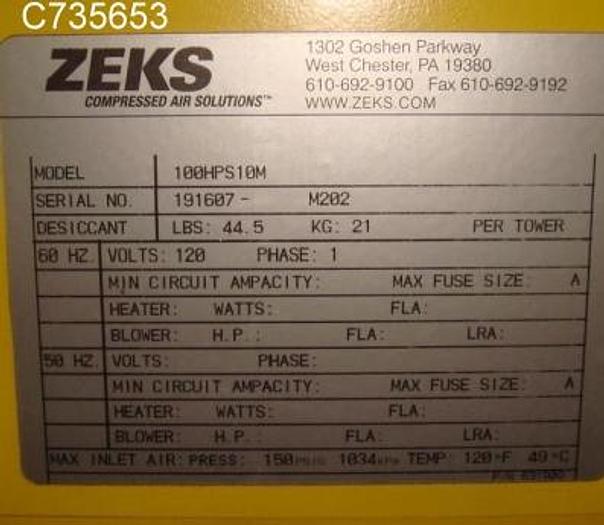 C735653
ZEKS
COMPRESSED AIR SOLUTIONS™
1302 Goshen Parkway
West Chester, PA 19380
610-692-9100 Fax 610-692-9192
WWW.ZEKS.COM
MODEL 100HPS10M
SERIAL NO. 191607- M202
DESICCANT LBS: 44.5 KG: 21 PER TOWER
60 HZ. VOLTS: 120 PHASE: 1
MIN CIRCUIT AMPACITY: MAX FUSE SIZE: A
HEATER: WATTS: FLA:
BLOWER: H.P.: FLA: LRA:
50 HZ. VOLTS: PHASE:
MIN CIRCUIT AMPACITY: MAX FUSE SIZE: A
HEATER: WATTS: FLA:
BLOWER: H.P.: FLA: LRA:
MAX INLET AIR: PRESS: 150 PSIG 1034 kPa TEMP: 120 °F 49 °C
P/N